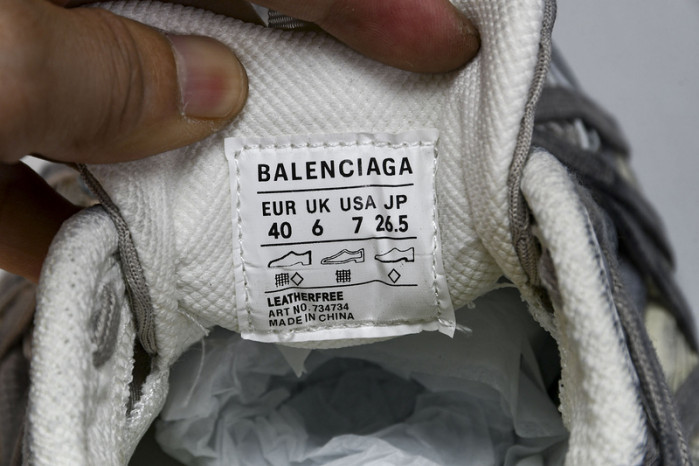 BALENCIAGA
EUR UK USA JP
40 6 7 26.5
LEATHERFREE
ART NO.734734
MADE IN CHINA